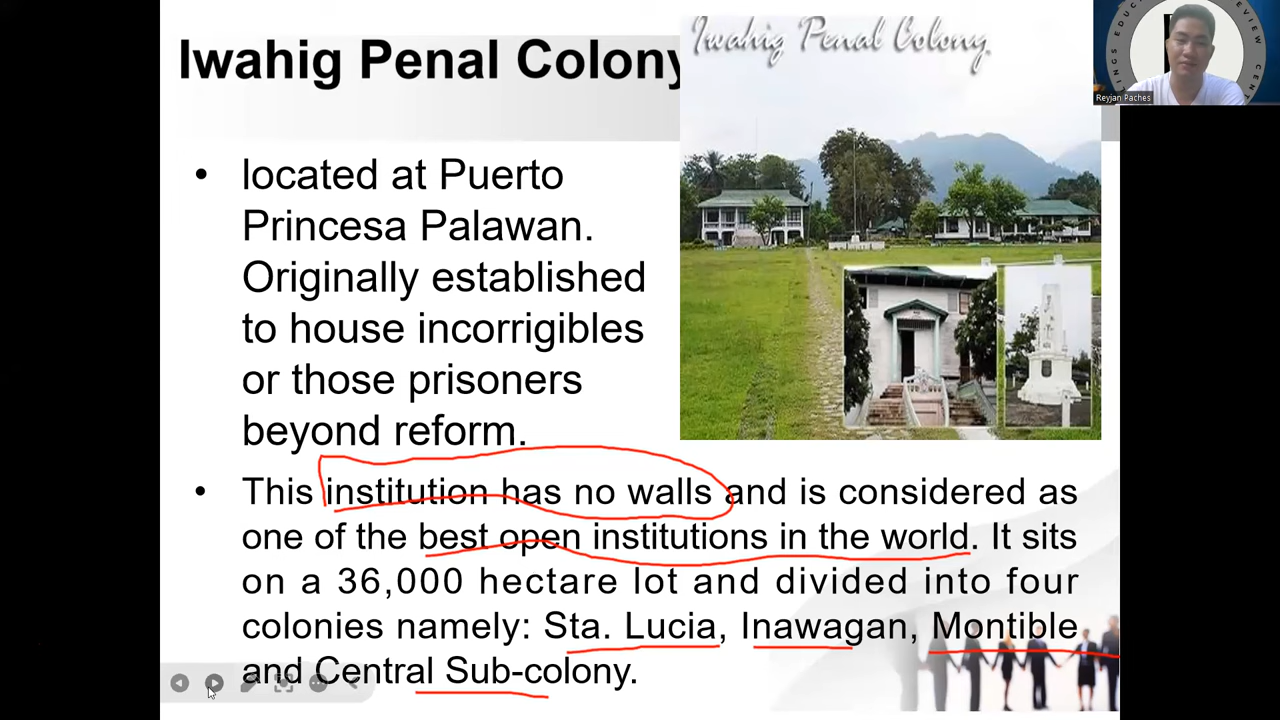 Iwahig Penal Colony
Iwahig Penal Colony
Reyjan Paches
• located at Puerto
Princesa Palawan.
Originally established
to house incorrigibles
or those prisoners
beyond reform.
• This institution has no walls and is considered as
one of the best open institutions in the world. It sits
on a 36,000 hectare lot and divided into four
colonies namely: Sta. Lucia, Inawagan, Montible
and Central Sub-colony.